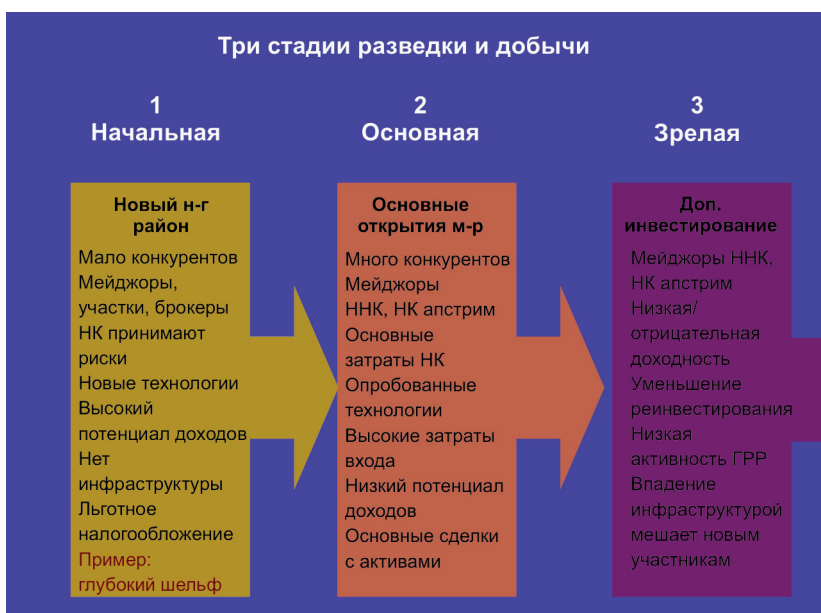 Три стадии разведки и добычи
1
Начальная
Новый н-г
район
Мало конкурентов
Мейджоры,
участки, брокеры
НК принимают
риски
Новые технологии
Высокий
потенциал доходов
Нет
инфраструктуры
Льготное
налогообложение
Пример:
глубокий шельф
2
Основная
Основные
открытия м-р
Много конкурентов
Мейджоры
ННК, НК апстрим
Основные
затраты НК
Опробованные
технологии
Высокие затраты
входа
Низкий потенциал
доходов
Основные сделки
с активами
3
Зрелая
Доп.
инвестирование
Мейджоры ННК,
НК апстрим
Низкая/
отрицательная
доходность
Уменьшение
реинвестирования
Низкая
активность ГРР
Впадение
инфраструктурой
мешает новым
участникам